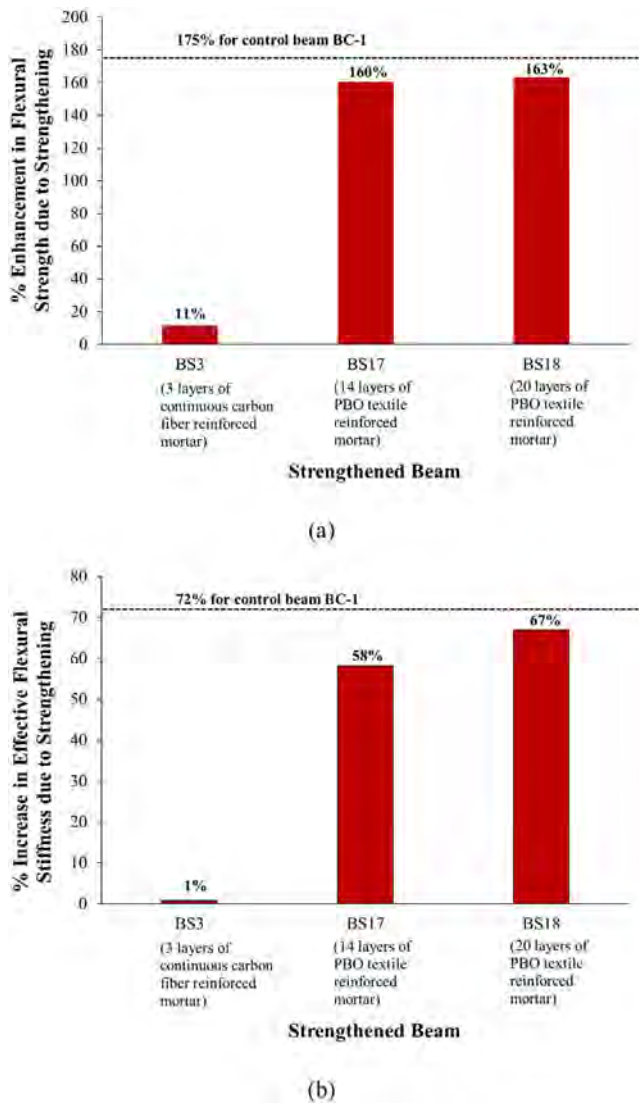 200
180
160
140
120
100
80
60
40
20
0
% Enhancement in Flexural
Strength due to Strengthening
175% for control beam BC-1
11%
160%
163%
BS3
BS17
BS18
(3 layers of
continuous carbon
fiber reinforced
mortar)
(14 layers of
PBO textile
reinforced
mortar)
(20 layers of
PBO textile
reinforced
mortar)
Strengthened Beam
(a)
80
70
60
50
40
30
20
10
0
% Increase in Effective Flexural
Stiffness due to Strengthening
72% for control beam BC-1
1%
58%
67%
BS3
BS17
BS18
(3 layers of
continuous carbon
fiber reinforced
mortar)
(14 layers of
PBO textile
reinforced
mortar)
(20 layers of
PBO textile
reinforced
mortar)
Strengthened Beam
(b)